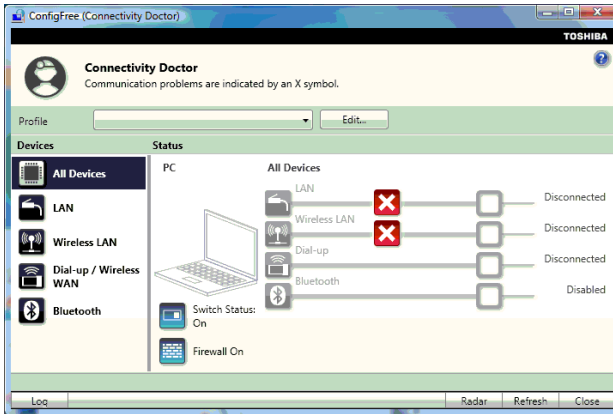 ConfigFree (Connectivity Doctor)
TOSHIBA
Connectivity Doctor
Communication problems are indicated by an X symbol.
Profile
Edit...
Devices
Status
All Devices
LAN
Wireless LAN
Dial-up / Wireless
WAN
Bluetooth
PC
Switch Status:
On
Firewall On
All Devices
LAN
Disconnected
Wireless LAN
Disconnected
Dial-up
Disconnected
Bluetooth
Disabled
Log
Radar
Refresh
Close